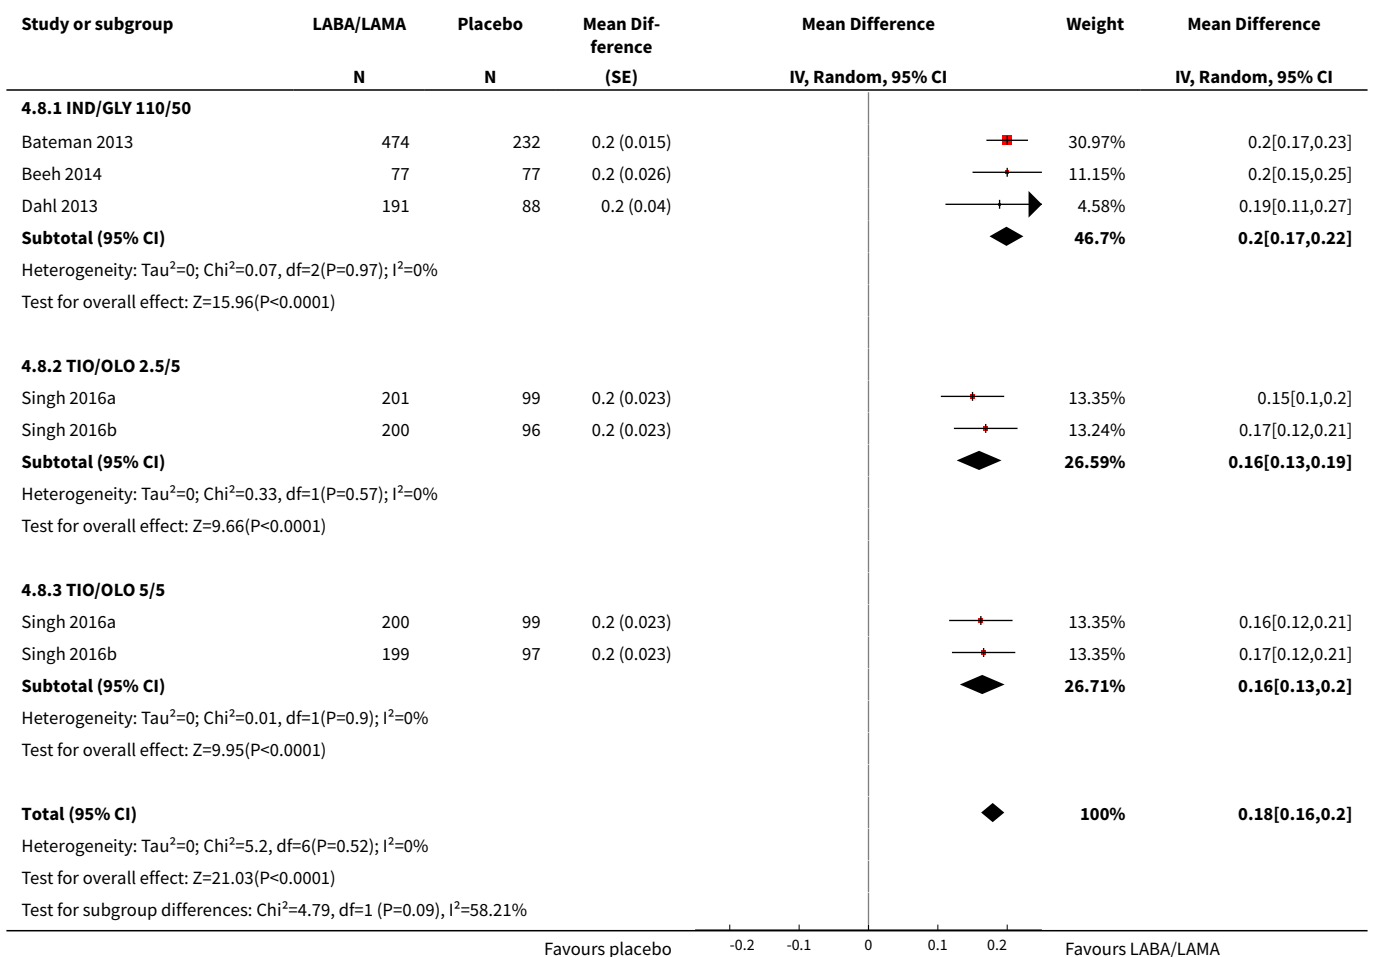 Study or subgroup LABA/LAMA Placebo Mean Dif- Mean Difference Weight Mean Difference
ference
N N (SE) IV, Random, 95% CI IV, Random, 95% CI
4.8.1 IND/GLY 110/50
Bateman 2013 474 232 0.2 (0.015) 30.97% 0.2[0.17,0.23]
Beeh 2014 77 77 0.2 (0.026) 11.15% 0.2[0.15,0.25]
Dahl 2013 191 88 0.2 (0.04) 4.58% 0.19[0.11,0.27]
Subtotal (95% CI) 46.7% 0.2[0.17,0.22]
Heterogeneity: Tau²=0; Chi²=0.07, df=2(P=0.97); I²=0%
Test for overall effect: Z=15.96(P<0.0001)
4.8.2 TIO/OLO 2.5/5
Singh 2016a 201 99 0.2 (0.023) 13.35% 0.15[0.1,0.2]
Singh 2016b 200 96 0.2 (0.023) 13.24% 0.17[0.12,0.21]
Subtotal (95% CI) 26.59% 0.16[0.13,0.19]
Heterogeneity: Tau²=0; Chi²=0.33, df=1(P=0.57); I²=0%
Test for overall effect: Z=9.66(P<0.0001)
4.8.3 TIO/OLO 5/5
Singh 2016a 200 99 0.2 (0.023) 13.35% 0.16[0.12,0.21]
Singh 2016b 199 97 0.2 (0.023) 13.35% 0.17[0.12,0.21]
Subtotal (95% CI) 26.71% 0.16[0.13,0.2]
Heterogeneity: Tau²=0; Chi²=0.01, df=1(P=0.9); I²=0%
Test for overall effect: Z=9.95(P<0.0001)
Total (95% CI) 100% 0.18[0.16,0.2]
Heterogeneity: Tau²=0; Chi²=5.2, df=6(P=0.52); I²=0%
Test for overall effect: Z=21.03(P<0.0001)
Test for subgroup differences: Chi²=4.79, df=1 (P=0.09), I²=58.21%
Favours placebo -0.2 -0.1 0 0.1 0.2 Favours LABA/LAMA